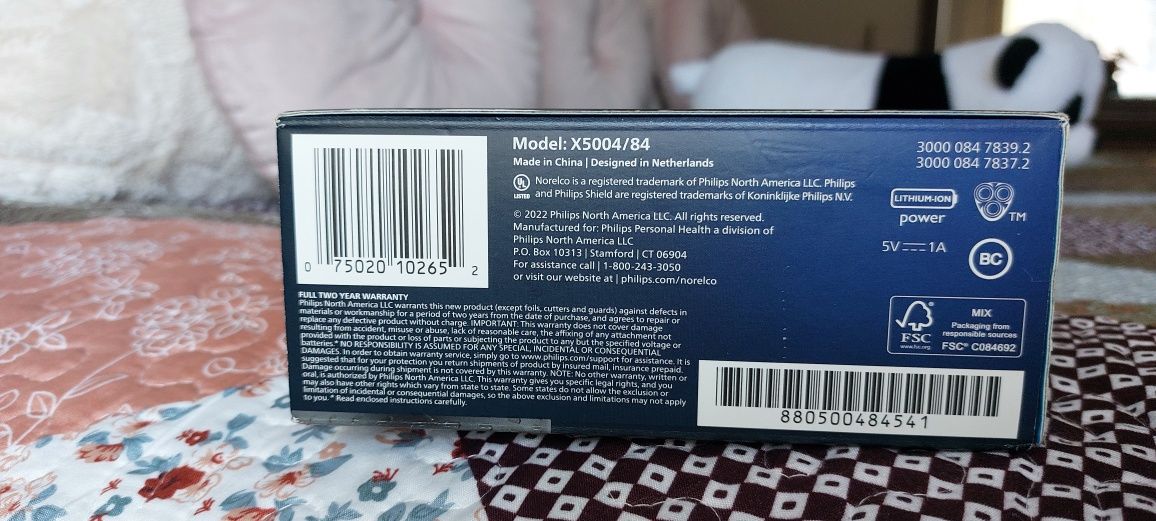 0 75020 10265 2
Model: X5004/84
Made in China | Designed in Netherlands
UL
LISTED
Norelco is a registered trademark of Philips North America LLC. Philips
and Philips Shield are registered trademarks of Koninklijke Philips N.V.
© 2022 Philips North America LLC. All rights reserved.
Manufactured for: Philips Personal Health a division of
Philips North America LLC
P.O. Box 10313 | Stamford | CT 06904
For assistance call | 1-800-243-3050
or visit our website at | philips.com/norelco
3000 084 7839.2
3000 084 7837.2
LITHIUM-ION
power
TM
5V 1A
BC
FSC
www.fsc.org
MIX
Packaging from
responsible sources
FSC® C084692
FULL TWO YEAR WARRANTY
Philips North America LLC warrants this new product (except foils, cutters and guards) against defects in
materials or workmanship for a period of two years from the date of purchase, and agrees to repair or
replace any defective product without charge. IMPORTANT: This warranty does not cover damage
resulting from accident, misuse or abuse, lack of reasonable care, the affixing of any attachment not
provided with the product or loss of parts or subjecting the product to any but the specified voltage or
batteries.* NO RESPONSIBILITY IS ASSUMED FOR ANY SPECIAL, INCIDENTAL OR CONSEQUENTIAL
DAMAGES. In order to obtain warranty service, simply go to www.philips.com/support for assistance. It is
suggested that for your protection you return shipments of product by insured mail, insurance prepaid.
Damage occurring during shipment is not covered by this warranty. NOTE: No other warranty, written or
oral, is authorized by Philips North America LLC. This warranty gives you specific legal rights, and you
may also have other rights which vary from state to state. Some states do not allow the exclusion or
limitation of incidental or consequential damages, so the above exclusion and limitations may not apply
to you. * Read enclosed instructions carefully.
880500484541